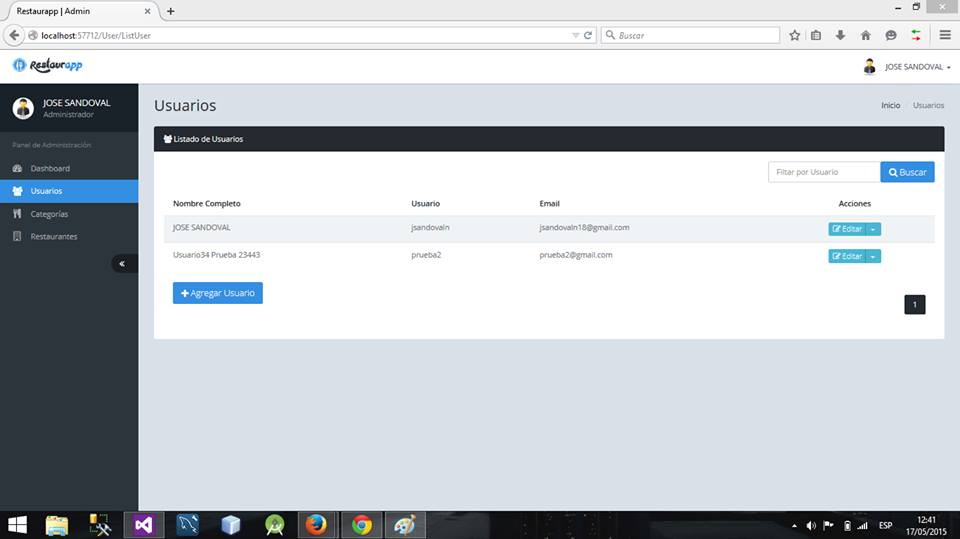 Restaurapp | Admin
localhost:57712/User/ListUser
Buscar
Restaurapp
JOSE SANDOVAL
JOSE SANDOVAL
Administrador
Panel de Administración
Dashboard
Usuarios
Categorías
Restaurantes
Usuarios
Inicio / Usuarios
Listado de Usuarios
Filtar por Usuario
Buscar
Nombre Completo Usuario Email Acciones
JOSE SANDOVAL jsandovaln jsandovaln18@gmail.com Editar
Usuario34 Prueba 23443 prueba2 prueba2@gmail.com Editar
Agregar Usuario
1
ESP
12:41
17/05/2015